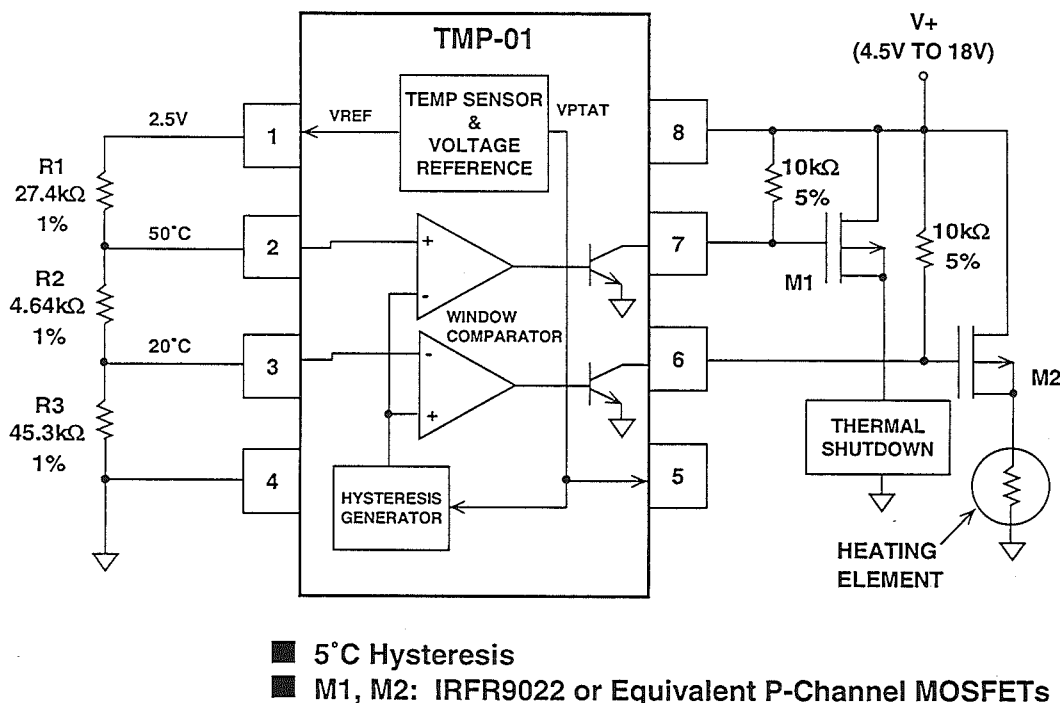 TMP-01
V+
(4.5V TO 18V)
TEMP SENSOR
&
VOLTAGE
REFERENCE
VREF
VPTAT
2.5V
1
8
R1
27.4kΩ
1%
10kΩ
5%
50°C
2
7
+
-
M1
10kΩ
5%
R2
4.64kΩ
1%
WINDOW
COMPARATOR
20°C
3
6
-
+
M2
R3
45.3kΩ
1%
THERMAL
SHUTDOWN
4
5
HYSTERESIS
GENERATOR
HEATING
ELEMENT
■ 5°C Hysteresis
■ M1, M2: IRFR9022 or Equivalent P-Channel MOSFETs